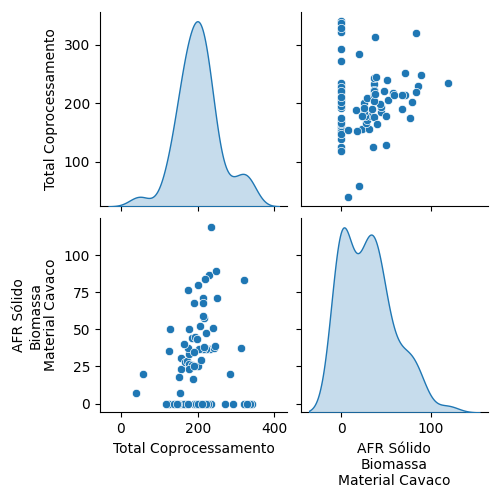 Total Coprocessamento
300
200
100
AFR Sólido
Biomassa
Material Cavaco
100
75
50
25
0
0
200
400
Total Coprocessamento
0
100
AFR Sólido
Biomassa
Material Cavaco